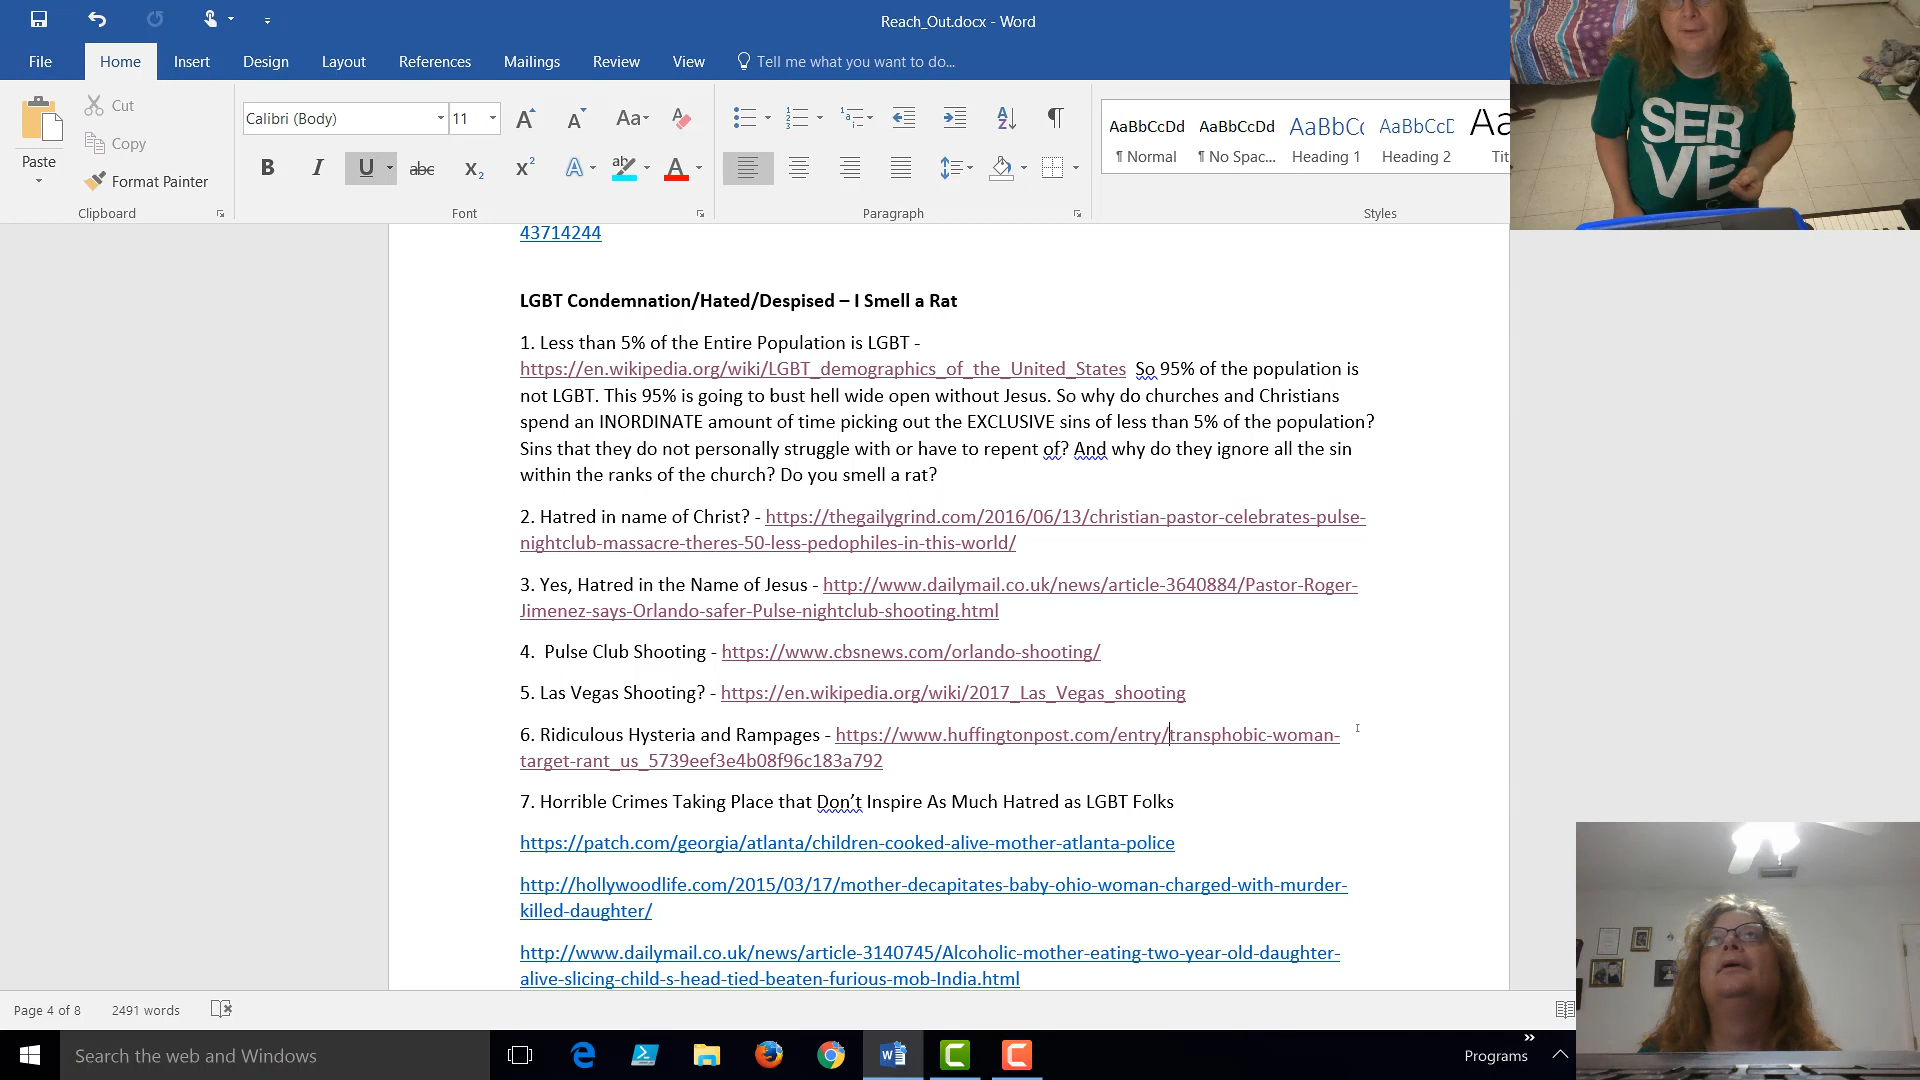 Reach_Out.docx - Word
File Home Insert Design Layout References Mailings Review View Tell me what you want to do...
Paste
Cut
Copy
Format Painter
Clipboard
Calibri (Body) 11
Aa
B I U abc X₂ X² A A
Font
Paragraph
AaBbCcDd AaBbCcDd AaBbCc AaBbCcD
¶ Normal ¶ No Spac... Heading 1 Heading 2 Tit
Styles
SER
VE
43714244
LGBT Condemnation/Hated/Despised – I Smell a Rat
1. Less than 5% of the Entire Population is LGBT -
https://en.wikipedia.org/wiki/LGBT_demographics_of_the_United_States So 95% of the population is
not LGBT. This 95% is going to bust hell wide open without Jesus. So why do churches and Christians
spend an INORDINATE amount of time picking out the EXCLUSIVE sins of less than 5% of the population?
Sins that they do not personally struggle with or have to repent of? And why do they ignore all the sin
within the ranks of the church? Do you smell a rat?
2. Hatred in name of Christ? - https://thegailygrind.com/2016/06/13/christian-pastor-celebrates-pulse-
nightclub-massacre-theres-50-less-pedophiles-in-this-world/
3. Yes, Hatred in the Name of Jesus - http://www.dailymail.co.uk/news/article-3640884/Pastor-Roger-
Jimenez-says-Orlando-safer-Pulse-nightclub-shooting.html
4. Pulse Club Shooting - https://www.cbsnews.com/orlando-shooting/
5. Las Vegas Shooting? - https://en.wikipedia.org/wiki/2017_Las_Vegas_shooting
6. Ridiculous Hysteria and Rampages - https://www.huffingtonpost.com/entry/transphobic-woman-
target-rant_us_5739eef3e4b08f96c183a792
7. Horrible Crimes Taking Place that Don’t Inspire As Much Hatred as LGBT Folks
https://patch.com/georgia/atlanta/children-cooked-alive-mother-atlanta-police
http://hollywoodlife.com/2015/03/17/mother-decapitates-baby-ohio-woman-charged-with-murder-
killed-daughter/
http://www.dailymail.co.uk/news/article-3140745/Alcoholic-mother-eating-two-year-old-daughter-
alive-slicing-child-s-head-tied-beaten-furious-mob-India.html
Page 4 of 8 2491 words
Search the web and Windows
Programs